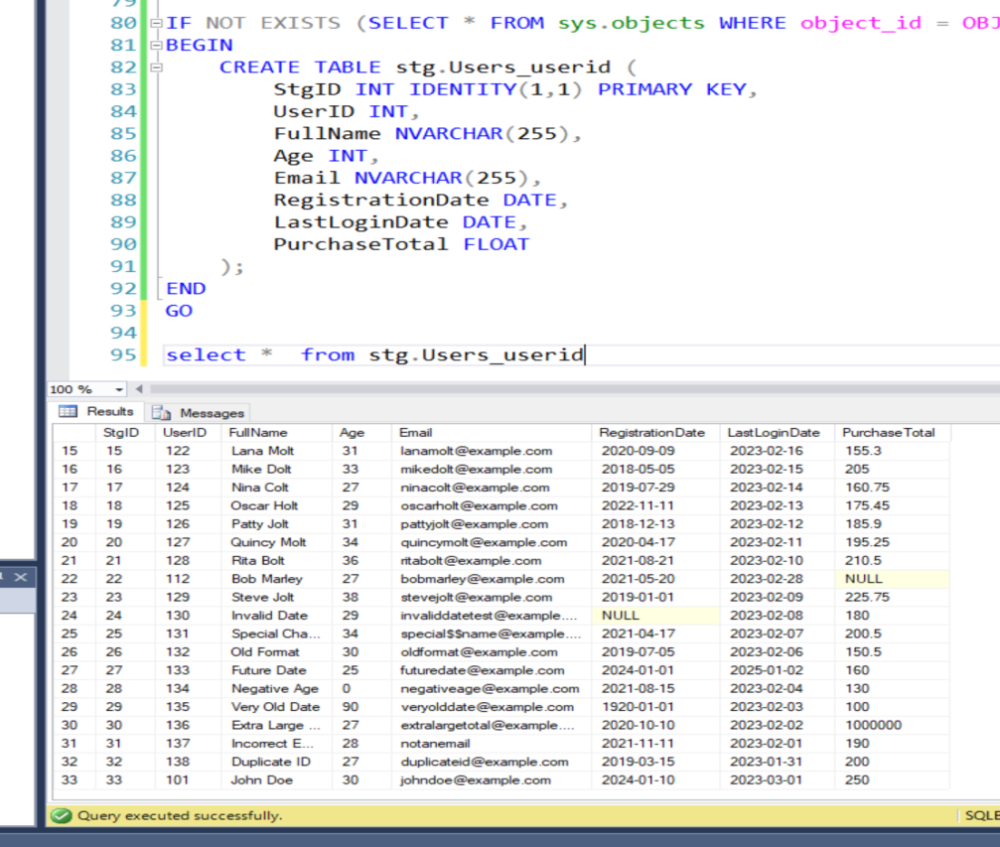 80 IF NOT EXISTS (SELECT * FROM sys.objects WHERE object_id = OBJ
81 BEGIN
82 CREATE TABLE stg.Users_userid (
83 StgID INT IDENTITY(1,1) PRIMARY KEY,
84 UserID INT,
85 FullName NVARCHAR(255),
86 Age INT,
87 Email NVARCHAR(255),
88 RegistrationDate DATE,
89 LastLoginDate DATE,
90 PurchaseTotal FLOAT
91 );
92 END
93 GO
94
95 select * from stg.Users_userid
100 %
Results Messages
StgID UserID FullName Age Email RegistrationDate LastLoginDate PurchaseTotal
15 15 122 Lana Molt 31 lanamolt@example.com 2020-09-09 2023-02-16 155.3
16 16 123 Mike Dolt 33 mikedolt@example.com 2018-05-05 2023-02-15 205
17 17 124 Nina Colt 27 ninacolt@example.com 2019-07-29 2023-02-14 160.75
18 18 125 Oscar Holt 29 oscarholt@example.com 2022-11-11 2023-02-13 175.45
19 19 126 Patty Jolt 31 pattyjolt@example.com 2018-12-13 2023-02-12 185.9
20 20 127 Quincy Molt 34 quincymolt@example.com 2020-04-17 2023-02-11 195.25
21 21 128 Rita Bolt 36 ritabolt@example.com 2021-08-21 2023-02-10 210.5
22 22 112 Bob Marley 27 bobmarley@example.com 2021-05-20 2023-02-28 NULL
23 23 129 Steve Jolt 38 stevejolt@example.com 2019-01-01 2023-02-09 225.75
24 24 130 Invalid Date 29 invaliddatetest@example.... NULL 2023-02-08 180
25 25 131 Special Cha... 34 special$$name@example.... 2021-04-17 2023-02-07 200.5
26 26 132 Old Format 30 oldformat@example.com 2019-07-05 2023-02-06 150.5
27 27 133 Future Date 25 futuredate@example.com 2024-01-01 2025-01-02 160
28 28 134 Negative Age 0 negativeage@example.com 2021-08-15 2023-02-04 130
29 29 135 Very Old Date 90 veryolddate@example.com 1920-01-01 2023-02-03 100
30 30 136 Extra Large ... 27 extralargetotal@example.... 2020-10-10 2023-02-02 1000000
31 31 137 Incorrect E... 28 notanemail 2021-11-11 2023-02-01 190
32 32 138 Duplicate ID 27 duplicateid@example.com 2019-03-15 2023-01-31 200
33 33 101 John Doe 30 johndoe@example.com 2024-01-10 2023-03-01 250
Query executed successfully. SQLE